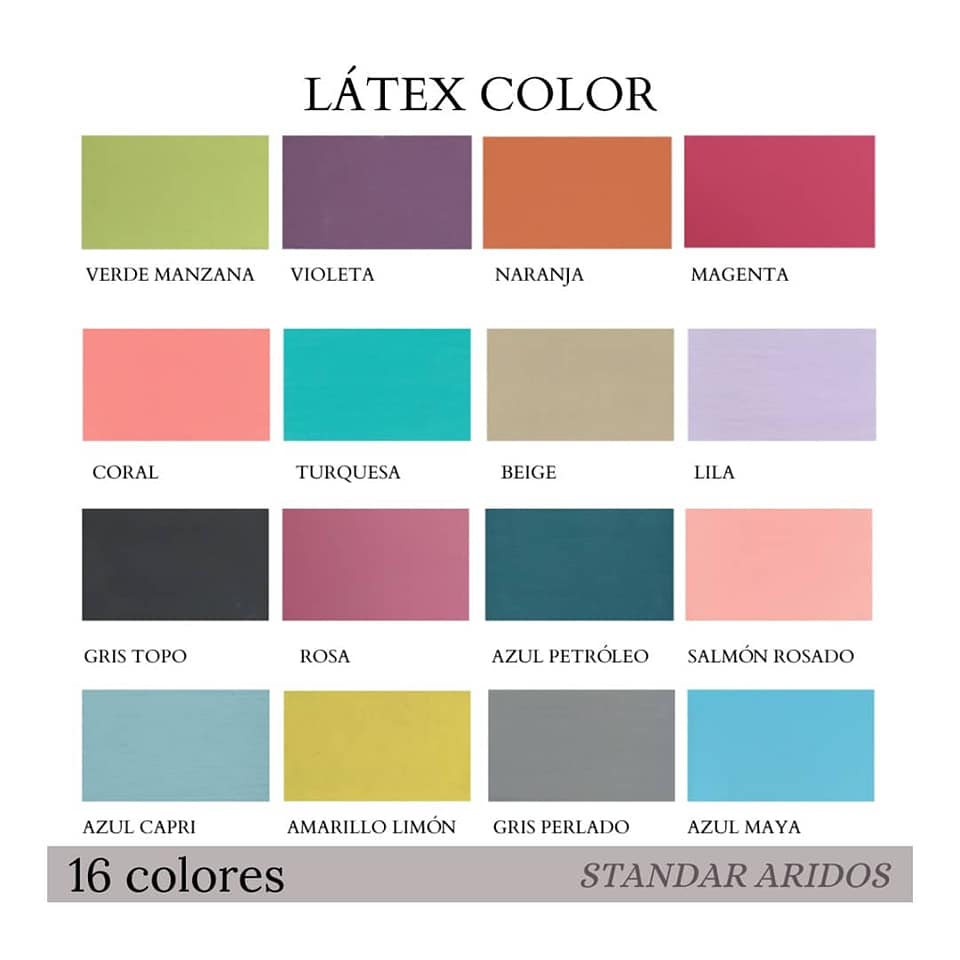 LÁTEX COLOR
VERDE MANZANA VIOLETA NARANJA MAGENTA
CORAL TURQUESA BEIGE LILA
GRIS TOPO ROSA AZUL PETRÓLEO SALMÓN ROSADO
AZUL CAPRI AMARILLO LIMÓN GRIS PERLADO AZUL MAYA
16 colores STANDAR ARIDOS